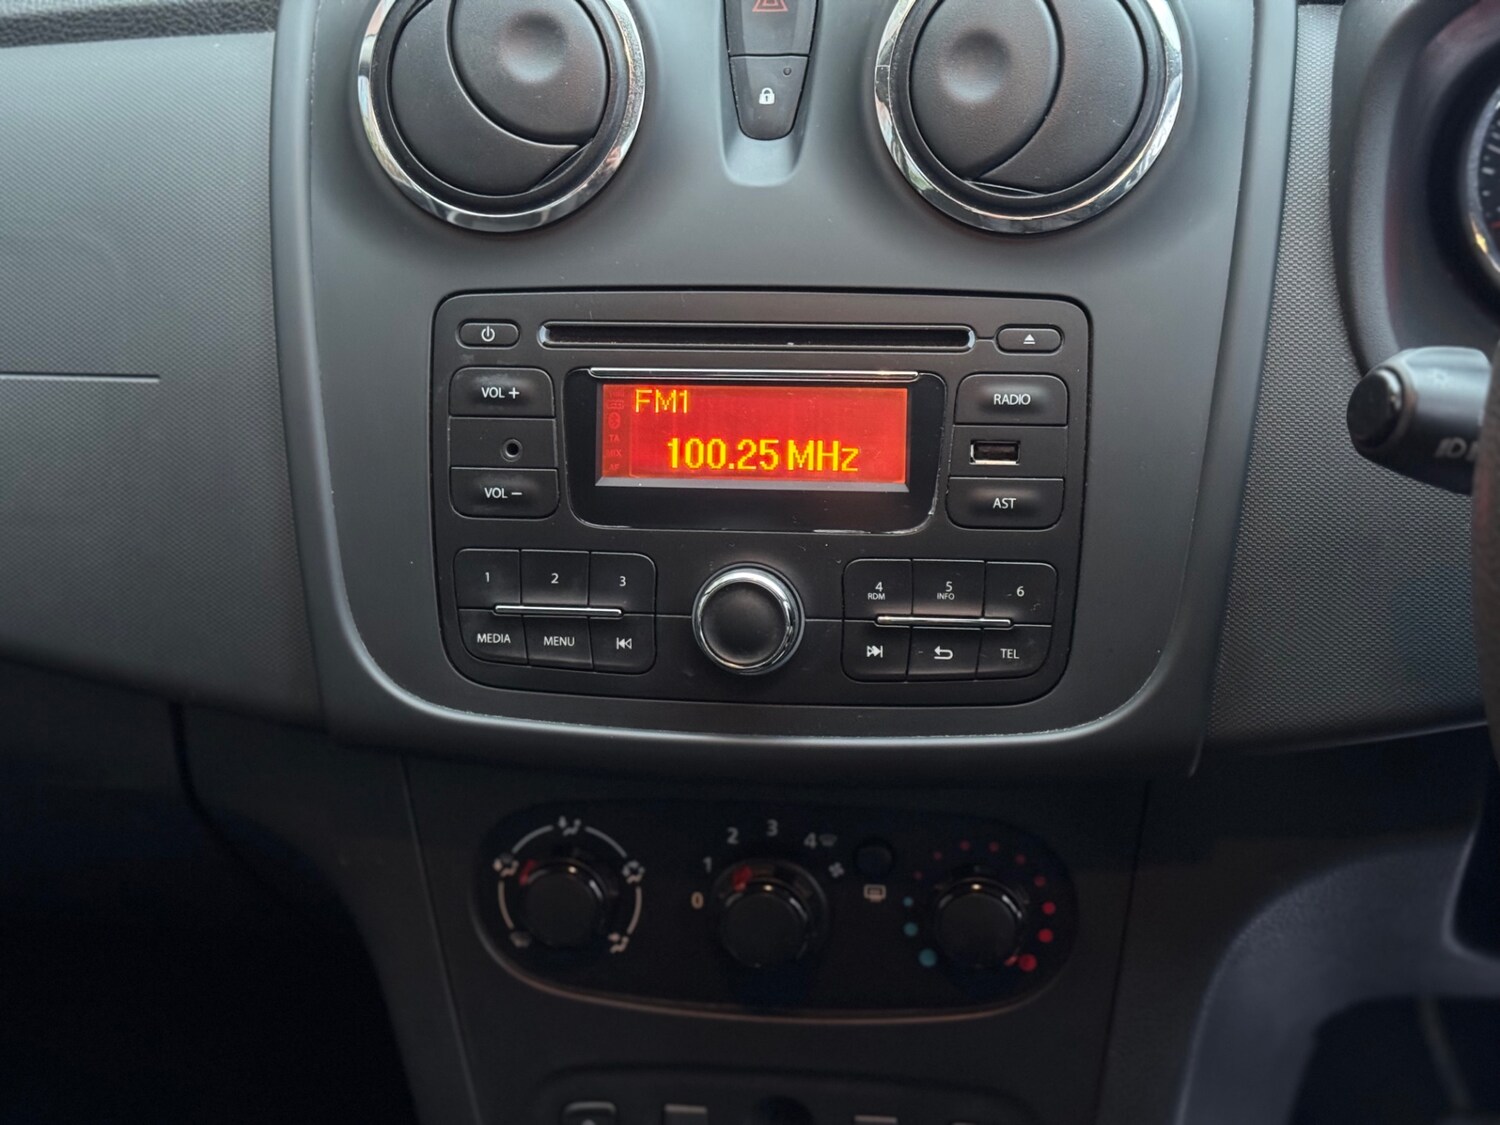 VOL +
VOL −
FM1
100.25 MHz
RADIO
AST
1
2
3
MEDIA
MENU
4
RDM
5
INFO
6
TEL
0
1
2
3
4